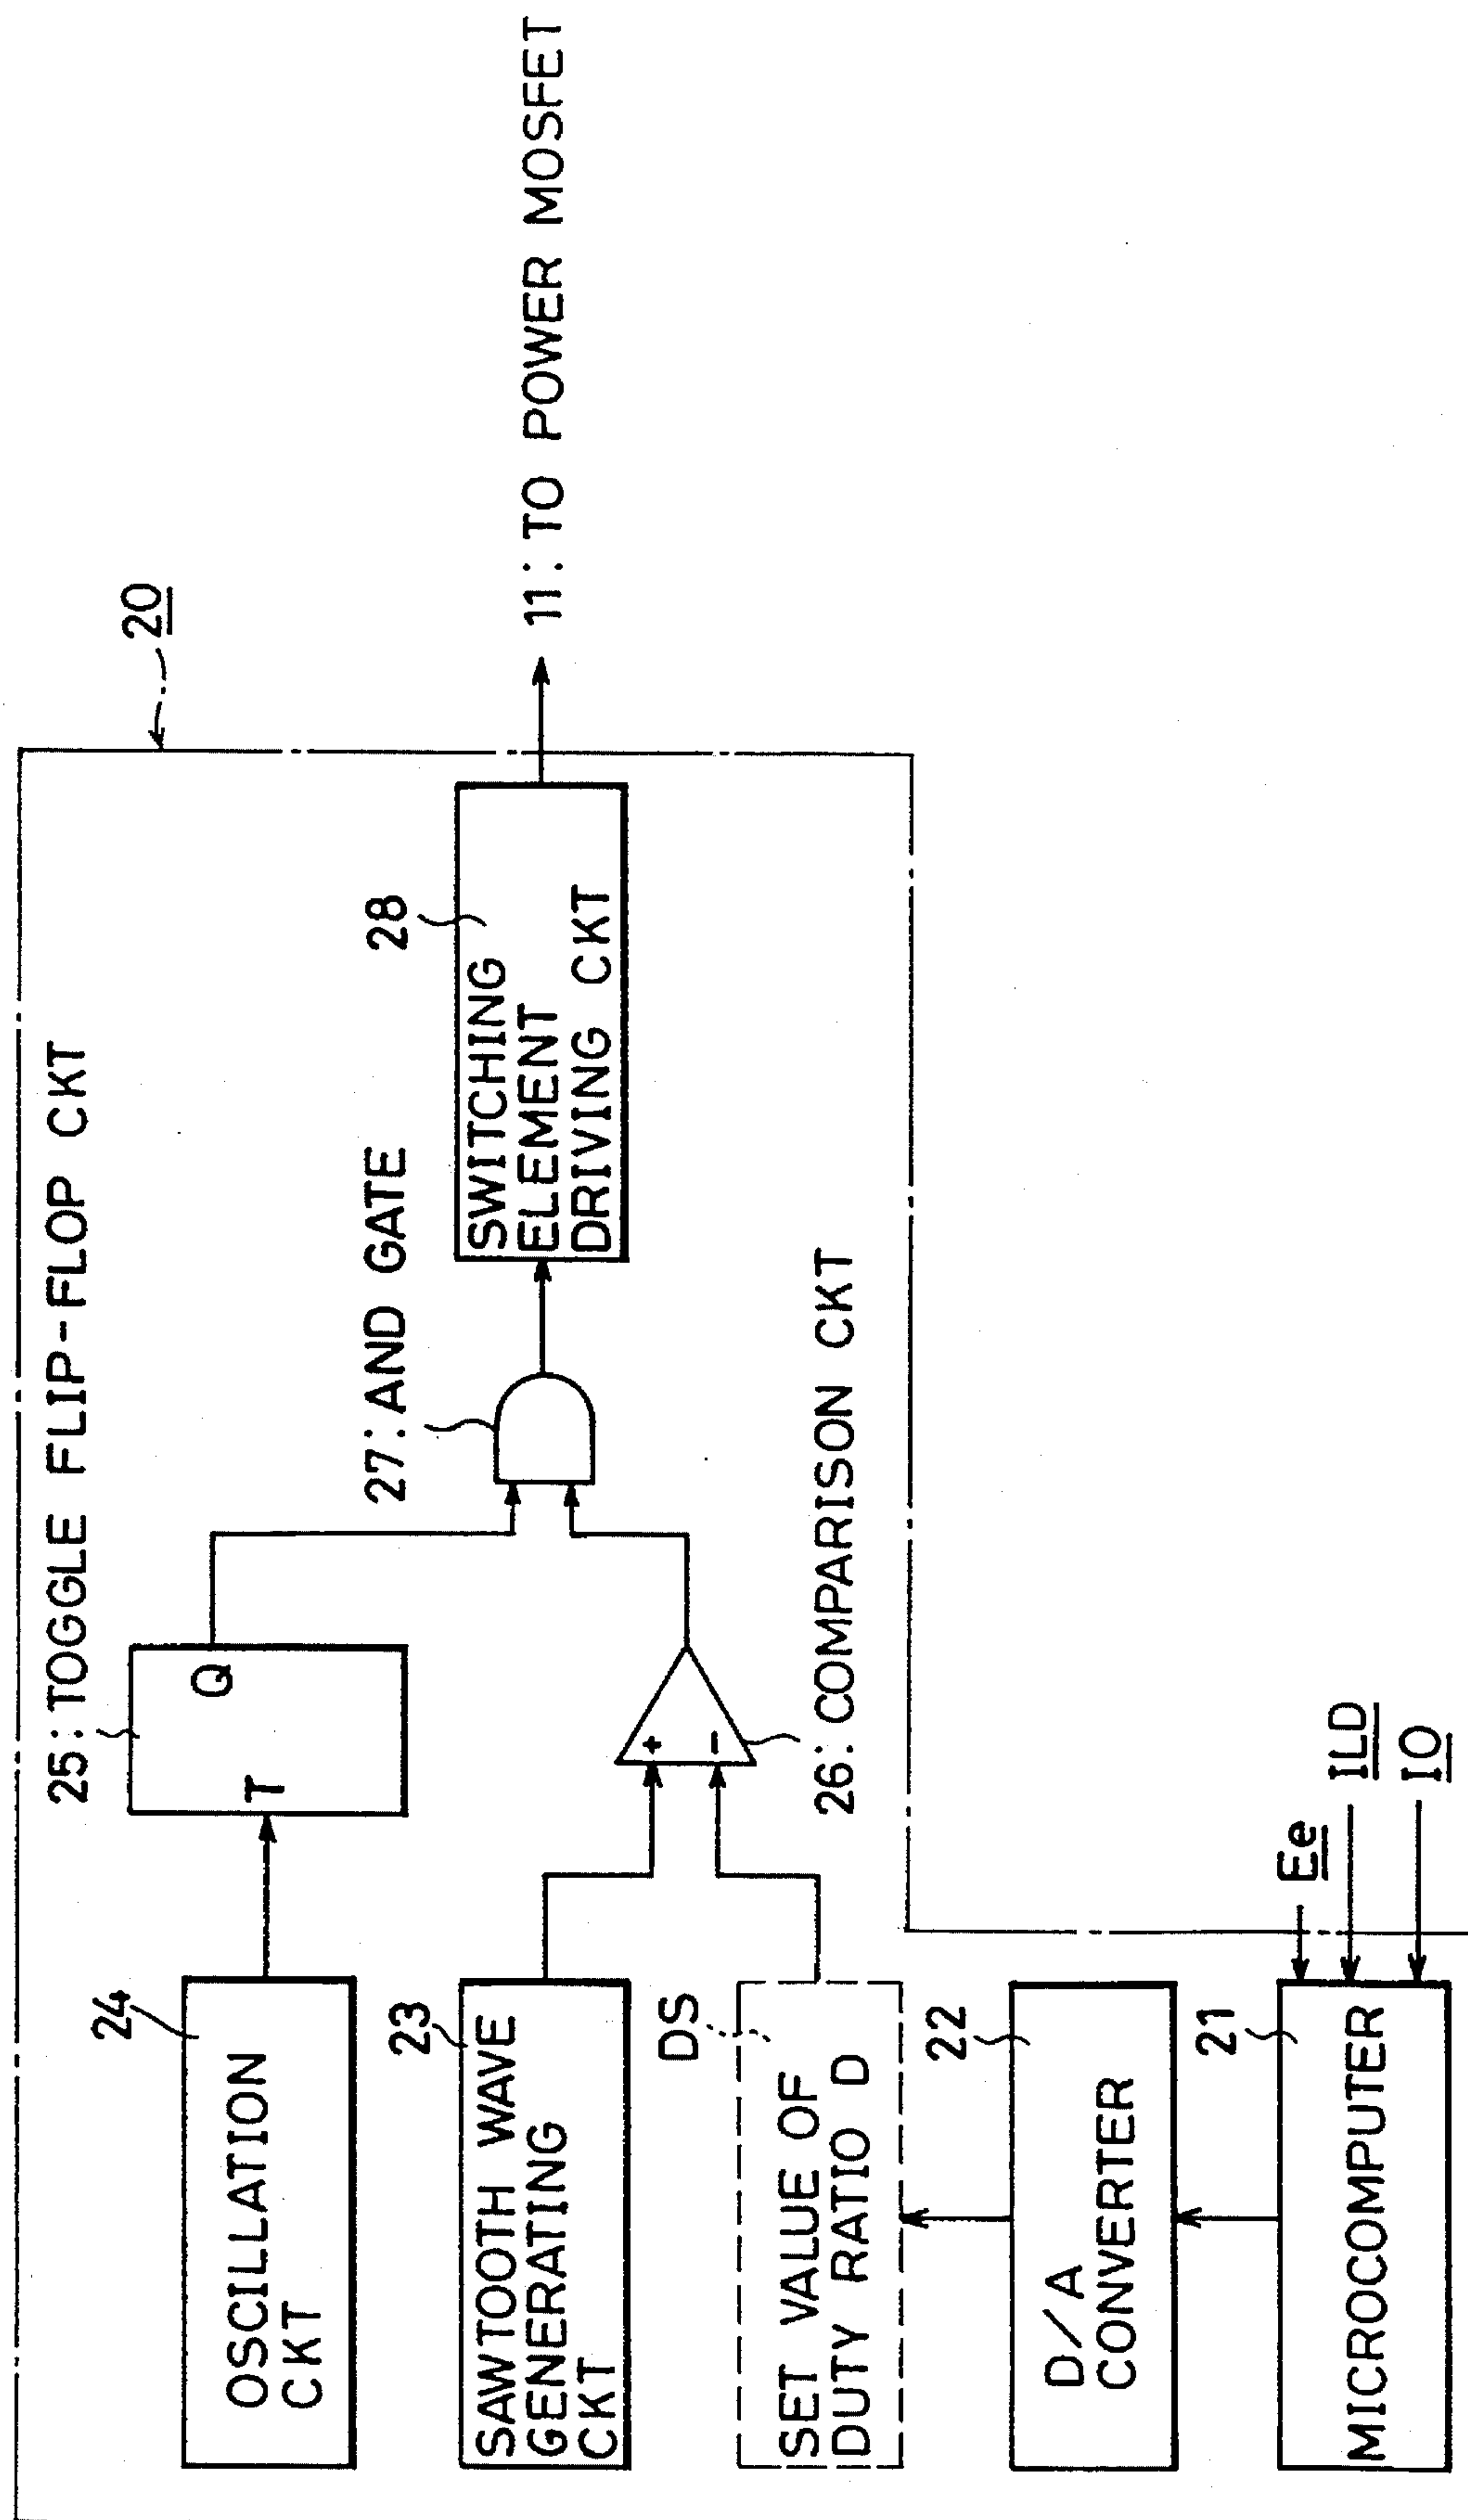 20
25:TOGGLE FLIP-FLOP CKT
T
Q
24
OSCILLATION
CKT
27:AND GATE
28
SWITCHING
ELEMENT
DRIVING CKT
11:TO POWER MOSFET
23
SAWTOOTH WAVE
GENERATING
CKT
+
-
26:COMPARISON CKT
DS
SET VALUE OF
DUTY RATIO D
22
D/A
CONVERTER
21
MICROCOMPUTER
Ee
ILD
IO